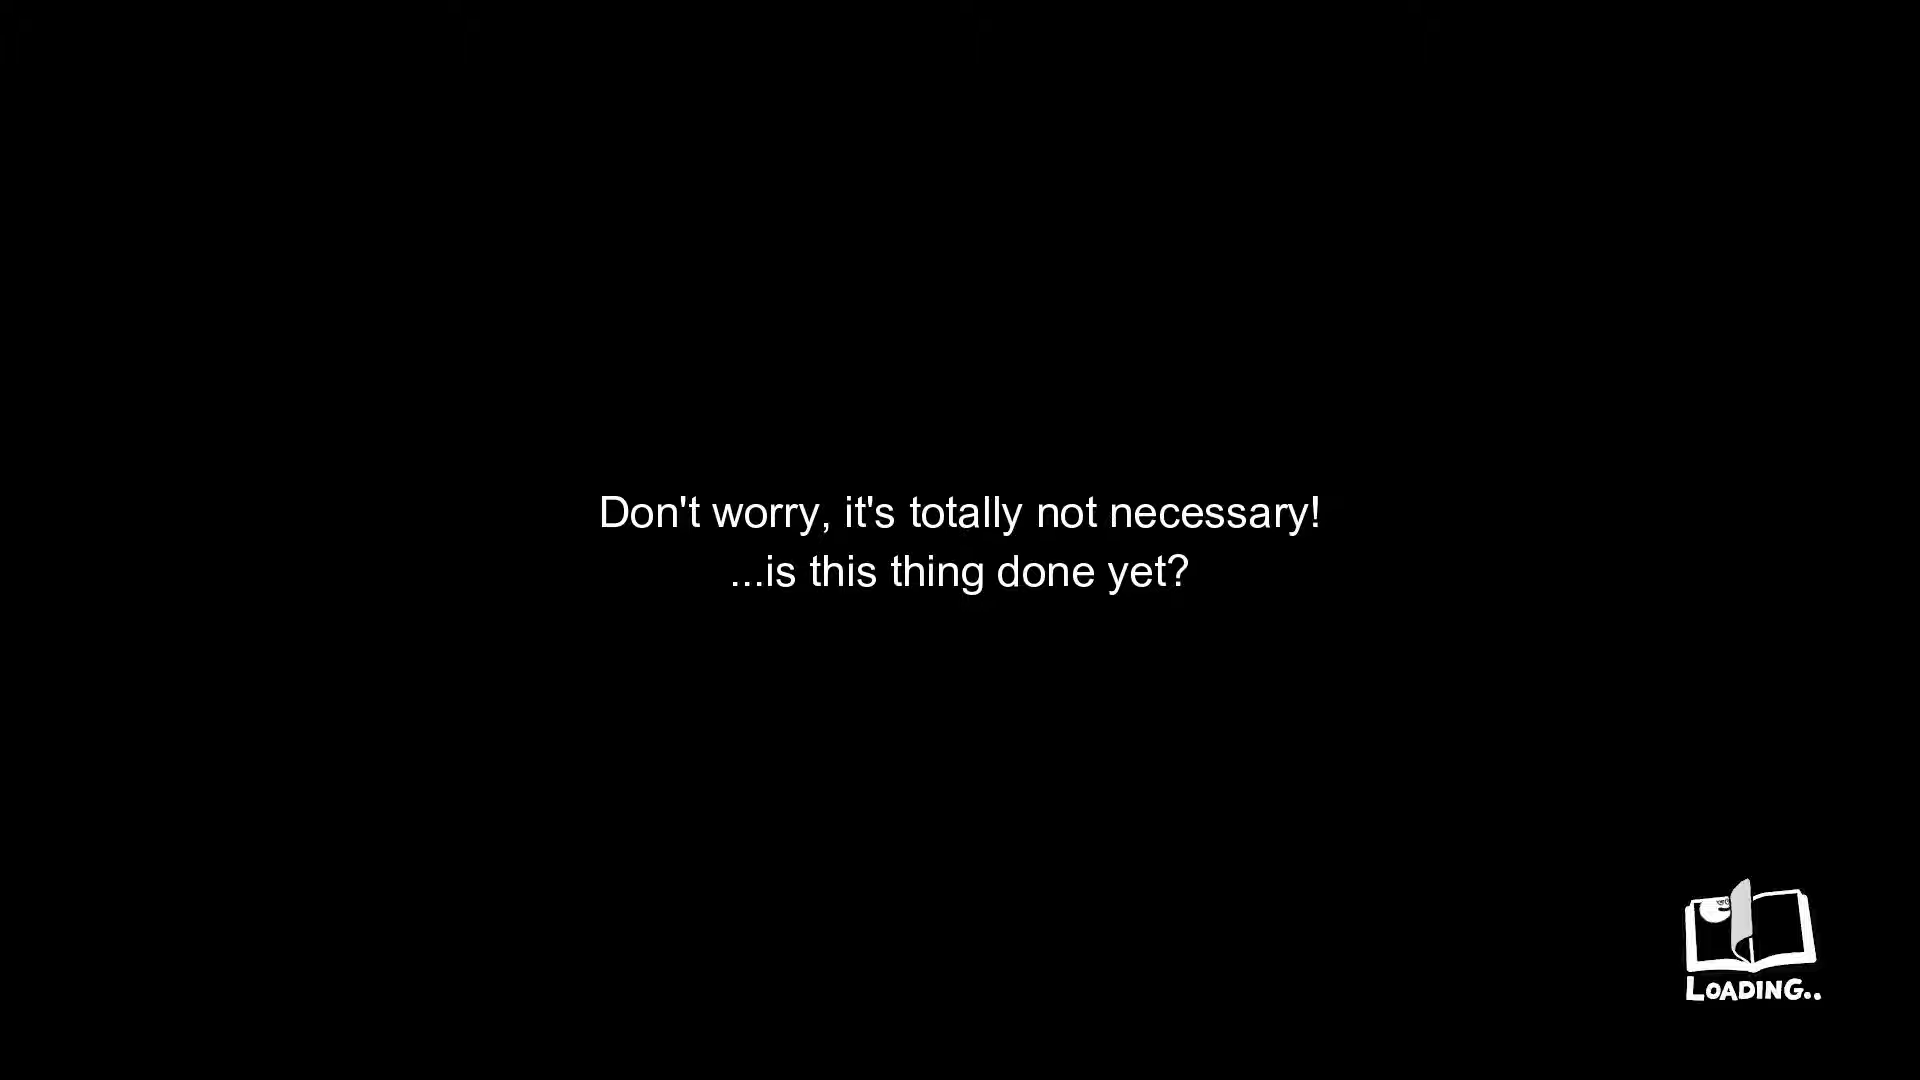 Don't worry, it's totally not necessary!
...is this thing done yet?
LOADING..